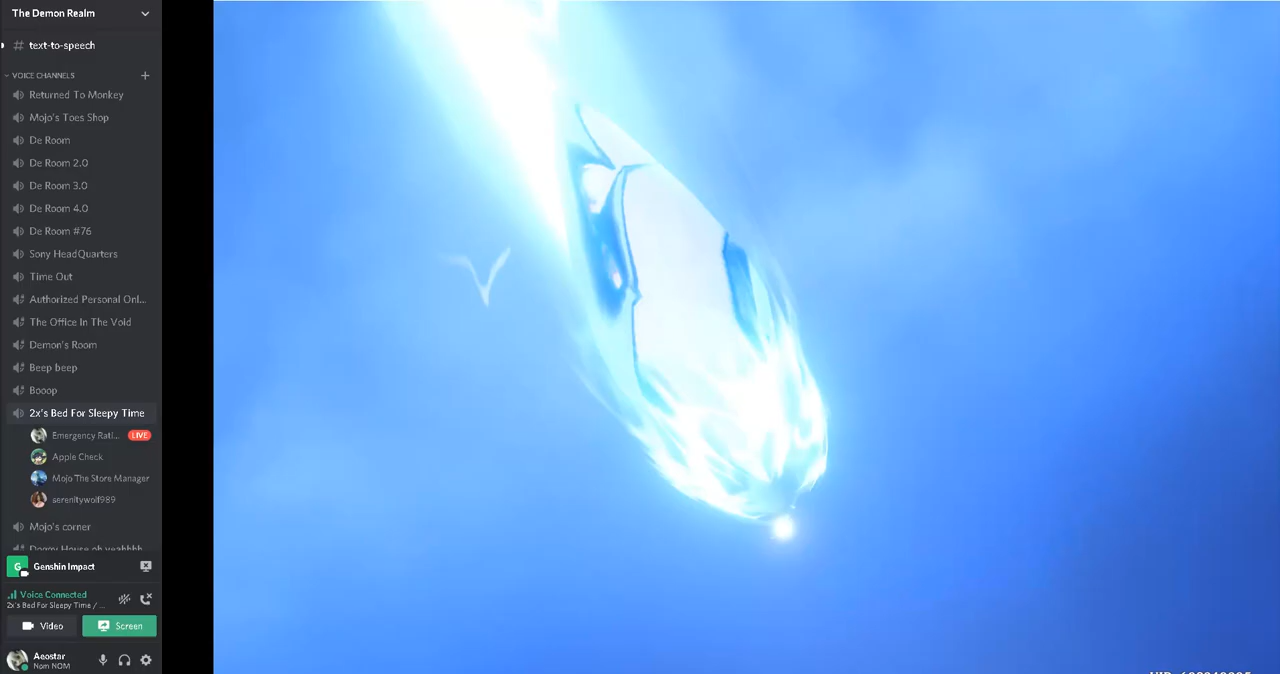 The Demon Realm
# text-to-speech
VOICE CHANNELS
Returned To Monkey
Mojo's Toes Shop
De Room
De Room 2.0
De Room 3.0
De Room 4.0
De Room #76
Sony HeadQuarters
Time Out
Authorized Personal Onl...
The Office In The Void
Demon's Room
Beep beep
Booop
2x's Bed For Sleepy Time
Emergency Rati... LIVE
Apple Check
Mojo The Store Manager
serenitywolf989
Mojo's corner
Doggy House oh yeahhhh
G Genshin Impact
Voice Connected
2x's Bed For Sleepy Time / ...
Video Screen
Aeostar
Nom NOM